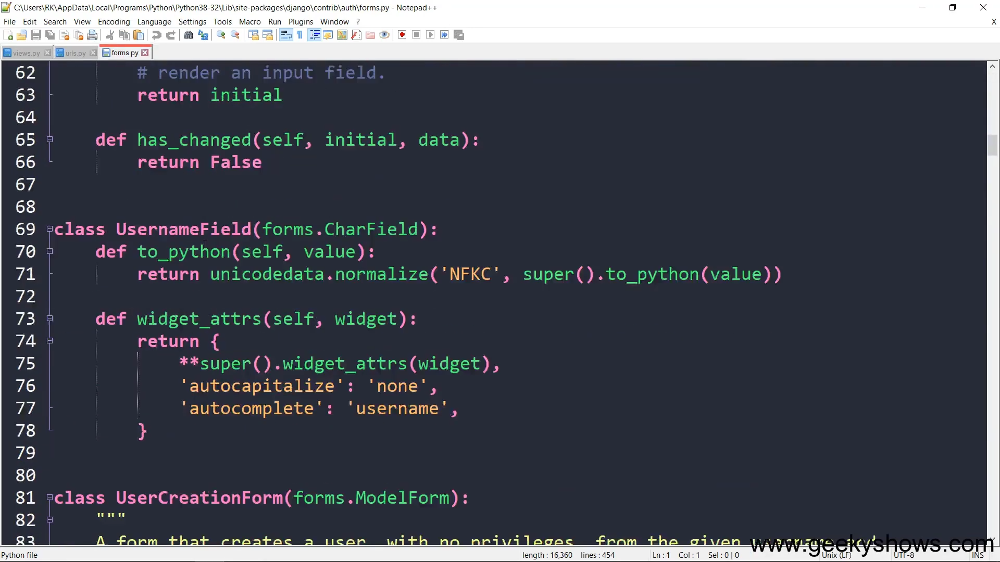 C:\Users\RK\AppData\Local\Programs\Python\Python38-32\Lib\site-packages\django\contrib\auth\forms.py - Notepad++
File Edit Search View Encoding Language Settings Tools Macro Run Plugins Window ? X
views.py urls.py forms.py
62 # render an input field.
63 return initial
64
65 def has_changed(self, initial, data):
66 return False
67
68
69 class UsernameField(forms.CharField):
70 def to_python(self, value):
71 return unicodedata.normalize('NFKC', super().to_python(value))
72
73 def widget_attrs(self, widget):
74 return {
75 **super().widget_attrs(widget),
76 'autocapitalize': 'none',
77 'autocomplete': 'username',
78 }
79
80
81 class UserCreationForm(forms.ModelForm):
82 """
83 A form that creates a user, with no privileges, from the given username and
www.geekyshows.com
Python file length : 16,360 lines : 454 Ln : 1 Col : 1 Sel : 0 | 0 Unix (LF) UTF-8 INS